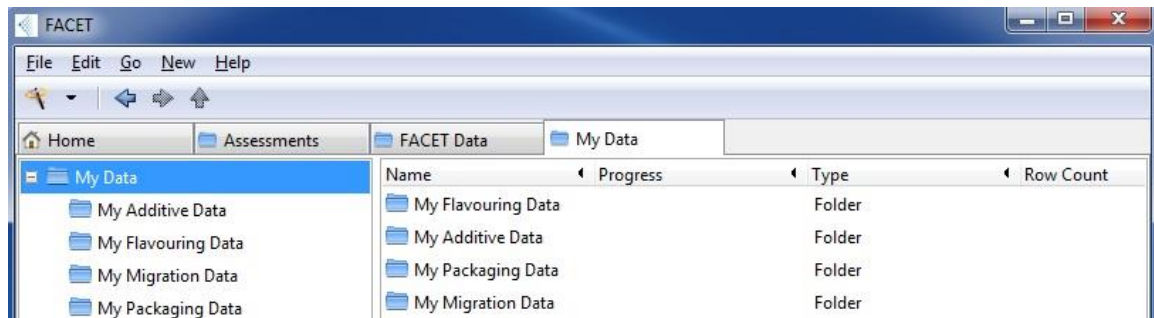 FACET
File Edit Go New Help
Home Assessments FACET Data My Data
My Data
My Additive Data
My Flavouring Data
My Migration Data
My Packaging Data
Name Progress Type Row Count
My Flavouring Data Folder
My Additive Data Folder
My Packaging Data Folder
My Migration Data Folder